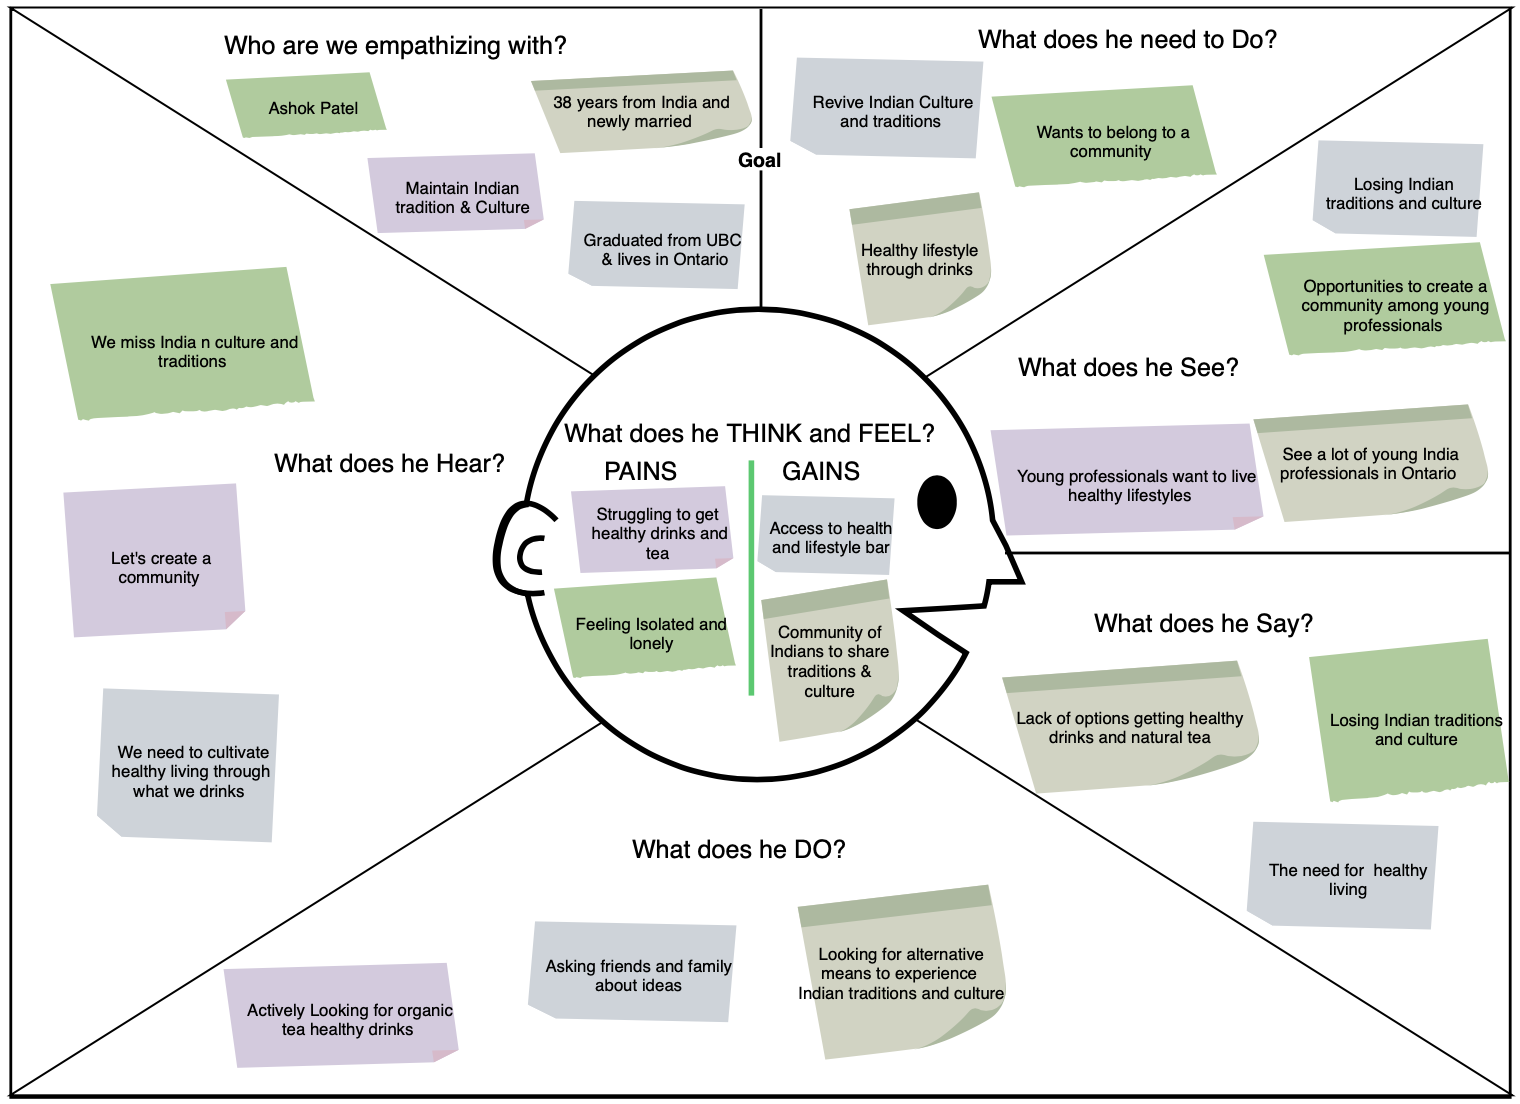 Who are we empathizing with?
Ashok Patel
38 years from India and
newly married
Maintain Indian
tradition & Culture
Graduated from UBC
& lives in Ontario
Goal
What does he need to Do?
Revive Indian Culture
and traditions
Wants to belong to a
community
Healthy lifestyle
through drinks
Losing Indian
traditions and culture
Opportunities to create a
community among young
professionals
What does he See?
Young professionals want to live
healthy lifestyles
See a lot of young India
professionals in Ontario
We miss India n culture and
traditions
What does he Hear?
Let's create a
community
We need to cultivate
healthy living through
what we drinks
What does he THINK and FEEL?
PAINS
Struggling to get
healthy drinks and
tea
Feeling Isolated and
lonely
GAINS
Access to health
and lifestyle bar
Community of
Indians to share
traditions &
culture
What does he Say?
Lack of options getting healthy
drinks and natural tea
Losing Indian traditions
and culture
The need for  healthy
living
What does he DO?
Actively Looking for organic
tea healthy drinks
Asking friends and family
about ideas
Looking for alternative
means to experience
Indian traditions and culture